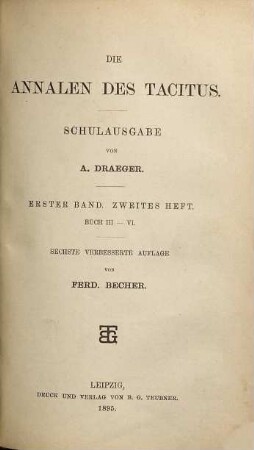 DIE
ANNALEN DES TACITUS.
SCHULAUSGABE
VON
A. DRAEGER.
ERSTER BAND. ZWEITES HEFT.
BUCH III — VI.
SECHSTE VERBESSERTE AUFLAGE
VON
FERD. BECHER.
BTG
LEIPZIG,
DRUCK UND VERLAG VON B. G. TEUBNER.
1895.